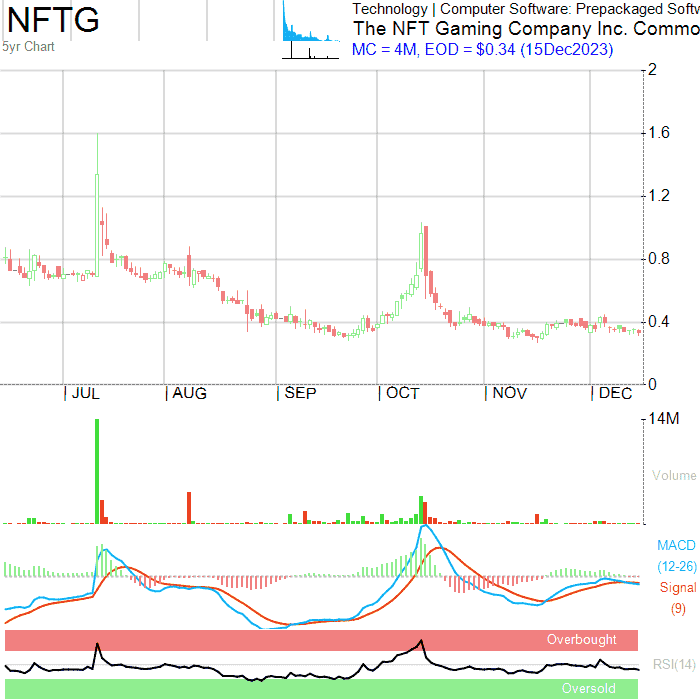 NFTG
5yr Chart
Technology | Computer Software: Prepackaged Softw
The NFT Gaming Company Inc. Commo
MC = 4M, EOD = $0.34 (15Dec2023)
2
1.6
1.2
0.8
0.4
0
JUL AUG SEP OCT NOV DEC
14M
Volume
MACD
(12-26)
Signal
(9)
Overbought
RSI(14)
Oversold